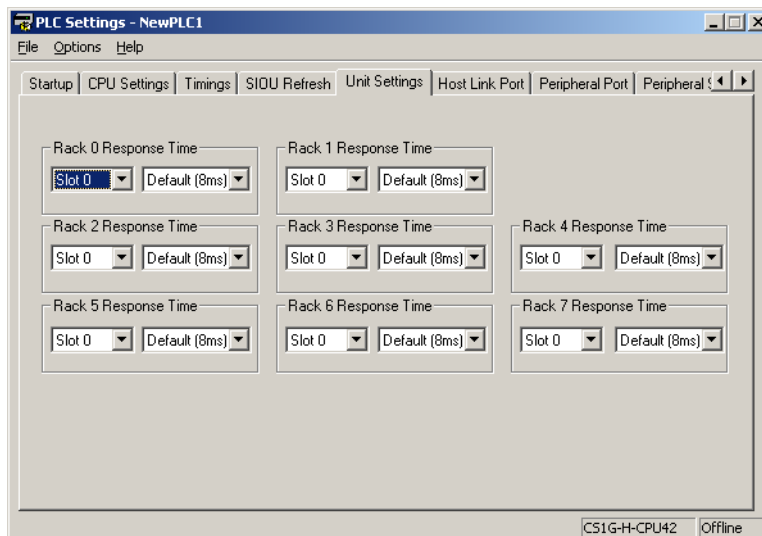 PLC Settings - NewPLC1
File Options Help
Startup CPU Settings Timings SIOU Refresh Unit Settings Host Link Port Peripheral Port Peripheral
Rack 0 Response Time Rack 1 Response Time
Slot 0 Default (8ms) Slot 0 Default (8ms)
Rack 2 Response Time Rack 3 Response Time Rack 4 Response Time
Slot 0 Default (8ms) Slot 0 Default (8ms) Slot 0 Default (8ms)
Rack 5 Response Time Rack 6 Response Time Rack 7 Response Time
Slot 0 Default (8ms) Slot 0 Default (8ms) Slot 0 Default (8ms)
CS1G-H-CPU42 Offline